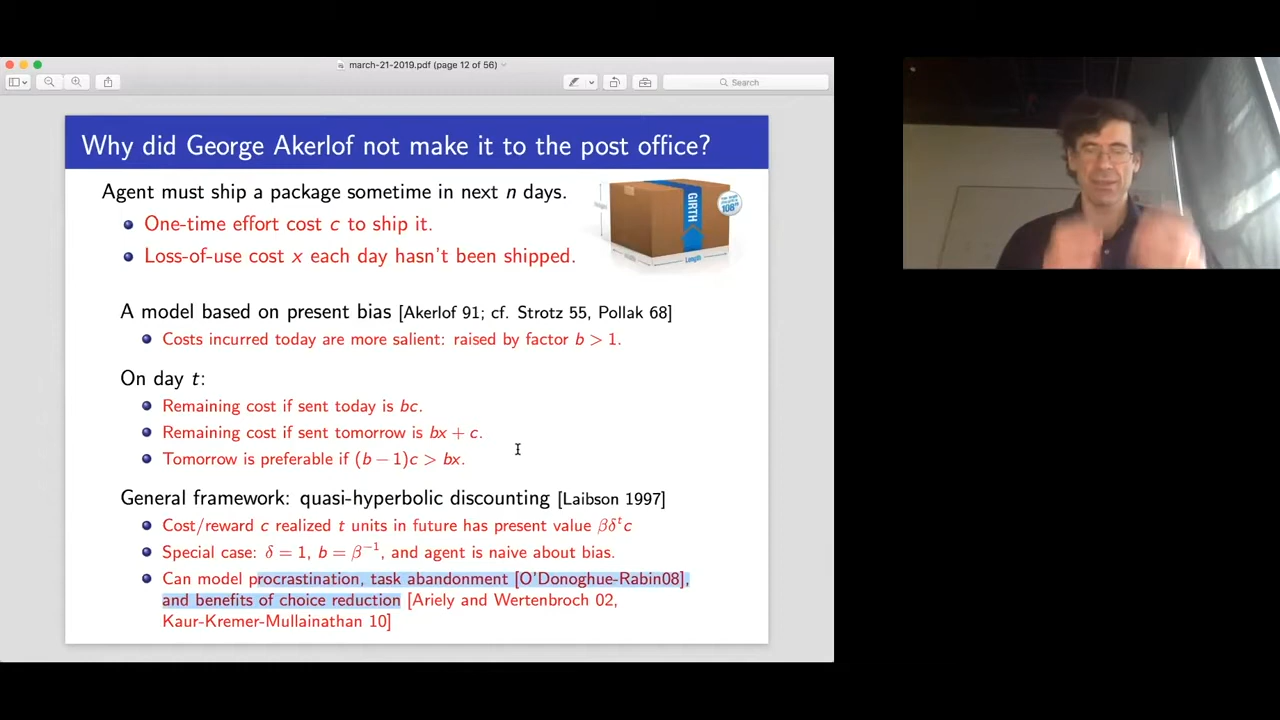 march-21-2019.pdf (page 12 of 56)
Search
Why did George Akerlof not make it to the post office?
Agent must ship a package sometime in next n days.
One-time effort cost c to ship it.
Loss-of-use cost x each day hasn't been shipped.
GIRTH
108"
Length
A model based on present bias [Akerlof 91; cf. Strotz 55, Pollak 68]
Costs incurred today are more salient: raised by factor b > 1.
On day t:
Remaining cost if sent today is bc.
Remaining cost if sent tomorrow is bx + c.
Tomorrow is preferable if (b − 1)c > bx.
General framework: quasi-hyperbolic discounting [Laibson 1997]
Cost/reward c realized t units in future has present value βδᵗc
Special case: δ = 1, b = β⁻¹, and agent is naive about bias.
Can model procrastination, task abandonment [O'Donoghue-Rabin08],
and benefits of choice reduction [Ariely and Wertenbroch 02,
Kaur-Kremer-Mullainathan 10]